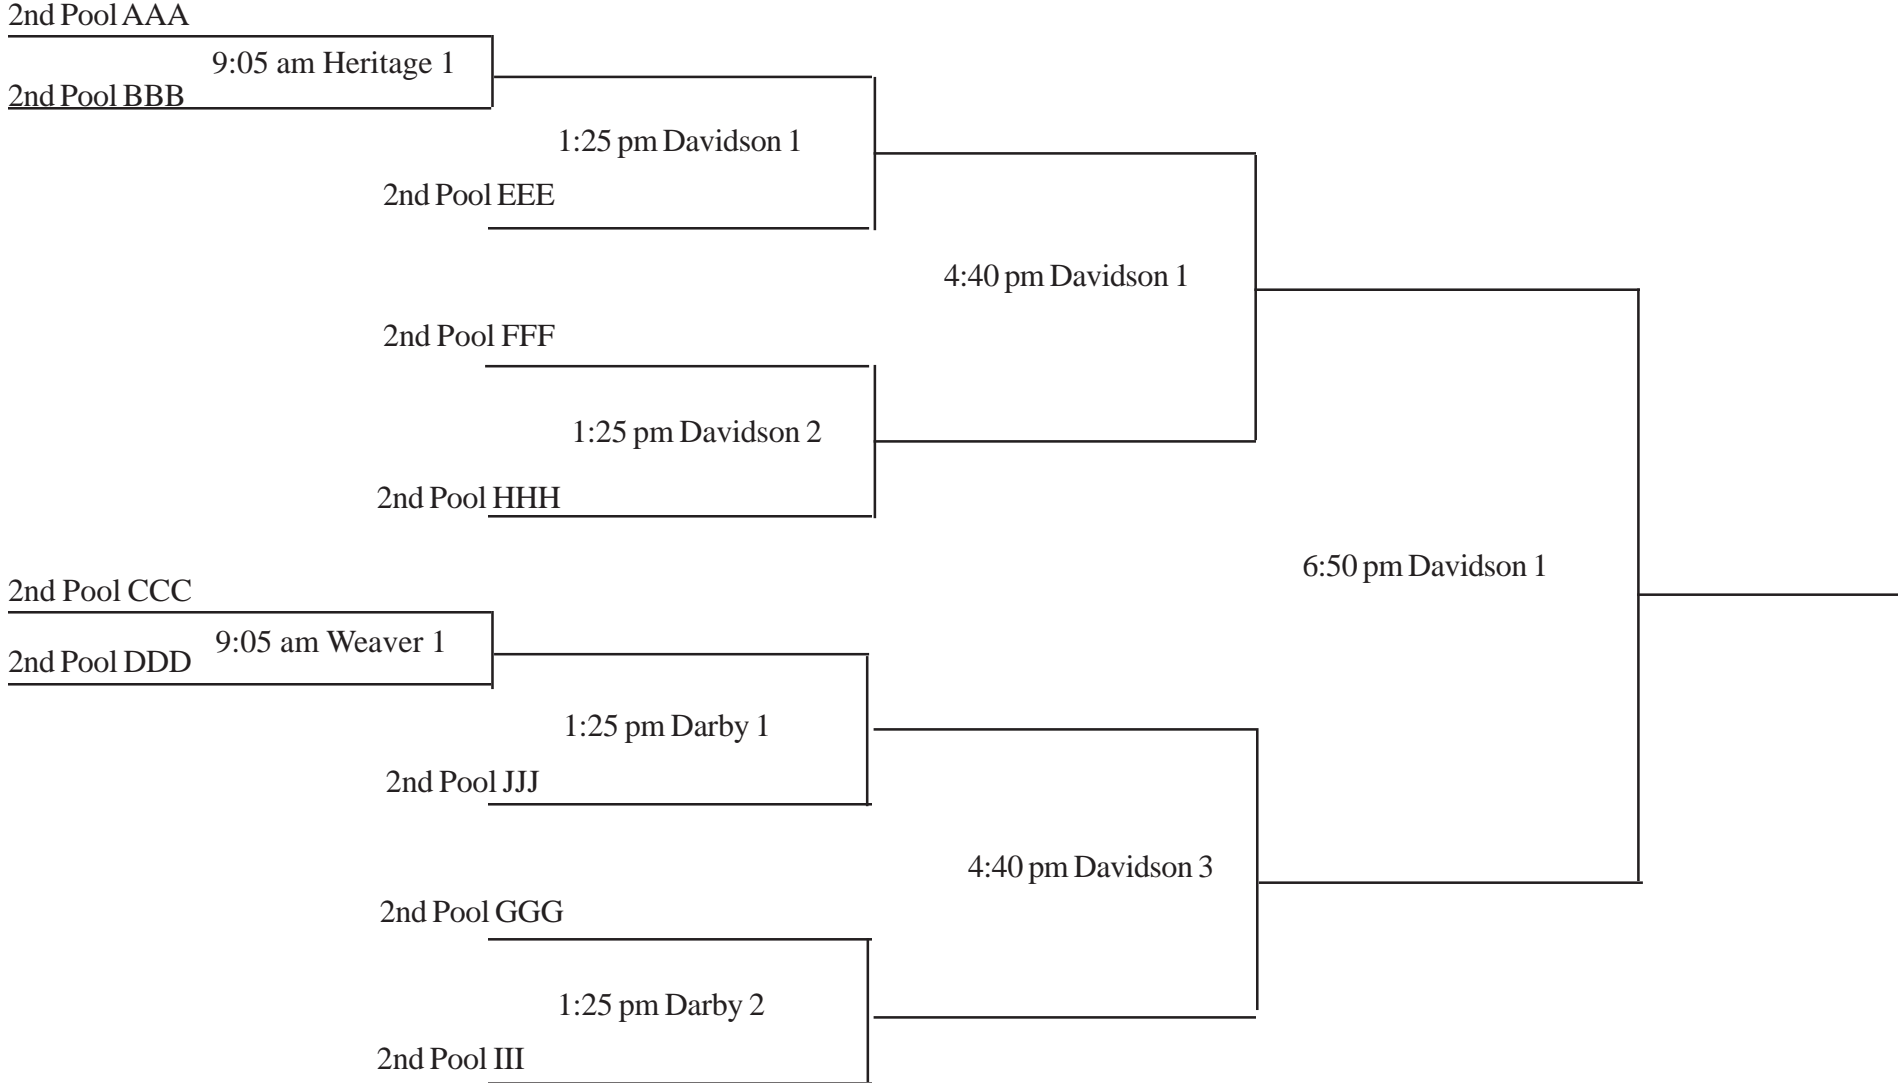 2nd Pool AAA
9:05 am Heritage 1
2nd Pool BBB
1:25 pm Davidson 1
2nd Pool EEE
4:40 pm Davidson 1
2nd Pool FFF
1:25 pm Davidson 2
2nd Pool HHH
6:50 pm Davidson 1
2nd Pool CCC
9:05 am Weaver 1
2nd Pool DDD
1:25 pm Darby 1
2nd Pool JJJ
4:40 pm Davidson 3
2nd Pool GGG
1:25 pm Darby 2
2nd Pool III